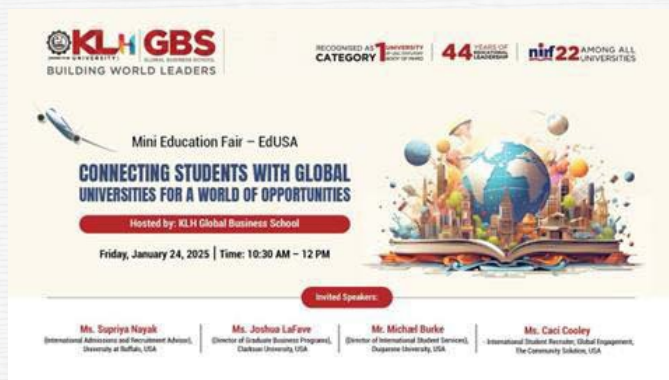 KLH GBS
(DEEMED TO BE UNIVERSITY) GLOBAL BUSINESS SCHOOL
BUILDING WORLD LEADERS
RECOGNISED AS CATEGORY 1 UNIVERSITY
44 YEARS OF EDUCATIONAL LEADERSHIP
nirf 22 AMONG ALL UNIVERSITIES
Mini Education Fair – EdUSA
CONNECTING STUDENTS WITH GLOBAL
UNIVERSITIES FOR A WORLD OF OPPORTUNITIES
Hosted by: KLH Global Business School
Friday, January 24, 2025 | Time: 10:30 AM – 12 PM
Invited Speakers:
Ms. Supriya Nayak
(International Admissions and Recruitment Advisor),
University at Buffalo, USA
Ms. Joshua LaFave
(Director of Graduate Business Programs),
Clarkson University, USA
Mr. Michael Burke
(Director of International Student Services),
Duquesne University, USA
Ms. Caci Cooley
International Student Recruiter, Global Engagement,
The Community Solution, USA